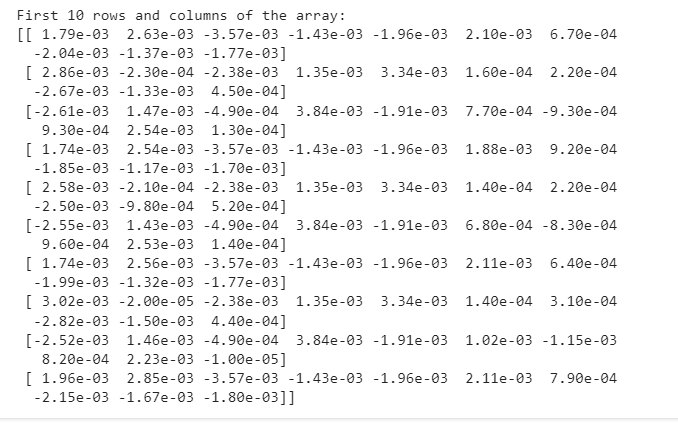 First 10 rows and columns of the array:
[[ 1.79e-03  2.63e-03 -3.57e-03 -1.43e-03 -1.96e-03  2.10e-03  6.70e-04
  -2.04e-03 -1.37e-03 -1.77e-03]
 [ 2.86e-03 -2.30e-04 -2.38e-03  1.35e-03  3.34e-03  1.60e-04  2.20e-04
  -2.67e-03 -1.33e-03  4.50e-04]
 [-2.61e-03  1.47e-03 -4.90e-04  3.84e-03 -1.91e-03  7.70e-04 -9.30e-04
   9.30e-04  2.54e-03  1.30e-04]
 [ 1.74e-03  2.54e-03 -3.57e-03 -1.43e-03 -1.96e-03  1.88e-03  9.20e-04
  -1.85e-03 -1.17e-03 -1.70e-03]
 [ 2.58e-03 -2.10e-04 -2.38e-03  1.35e-03  3.34e-03  1.40e-04  2.20e-04
  -2.50e-03 -9.80e-04  5.20e-04]
 [-2.55e-03  1.43e-03 -4.90e-04  3.84e-03 -1.91e-03  6.80e-04 -8.30e-04
   9.60e-04  2.53e-03  1.40e-04]
 [ 1.74e-03  2.56e-03 -3.57e-03 -1.43e-03 -1.96e-03  2.11e-03  6.40e-04
  -1.99e-03 -1.32e-03 -1.77e-03]
 [ 3.02e-03 -2.00e-05 -2.38e-03  1.35e-03  3.34e-03  1.40e-04  3.10e-04
  -2.82e-03 -1.50e-03  4.40e-04]
 [-2.52e-03  1.46e-03 -4.90e-04  3.84e-03 -1.91e-03  1.02e-03 -1.15e-03
   8.20e-04  2.23e-03 -1.00e-05]
 [ 1.96e-03  2.85e-03 -3.57e-03 -1.43e-03 -1.96e-03  2.11e-03  7.90e-04
  -2.15e-03 -1.67e-03 -1.80e-03]]